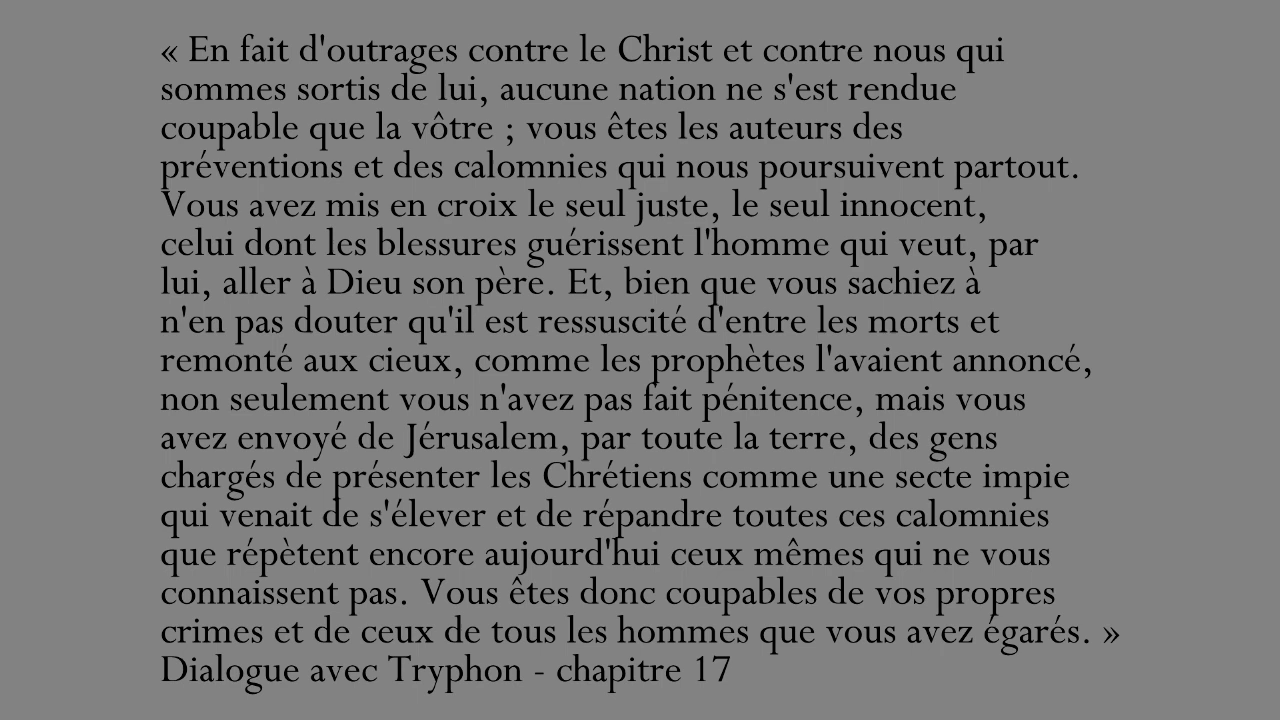 « En fait d'outrages contre le Christ et contre nous qui
sommes sortis de lui, aucune nation ne s'est rendue
coupable que la vôtre ; vous êtes les auteurs des
préventions et des calomnies qui nous poursuivent partout.
Vous avez mis en croix le seul juste, le seul innocent,
celui dont les blessures guérissent l'homme qui veut, par
lui, aller à Dieu son père. Et, bien que vous sachiez à
n'en pas douter qu'il est ressuscité d'entre les morts et
remonté aux cieux, comme les prophètes l'avaient annoncé,
non seulement vous n'avez pas fait pénitence, mais vous
avez envoyé de Jérusalem, par toute la terre, des gens
chargés de présenter les Chrétiens comme une secte impie
qui venait de s'élever et de répandre toutes ces calomnies
que répètent encore aujourd'hui ceux mêmes qui ne vous
connaissent pas. Vous êtes donc coupables de vos propres
crimes et de ceux de tous les hommes que vous avez égarés. »
Dialogue avec Tryphon - chapitre 17